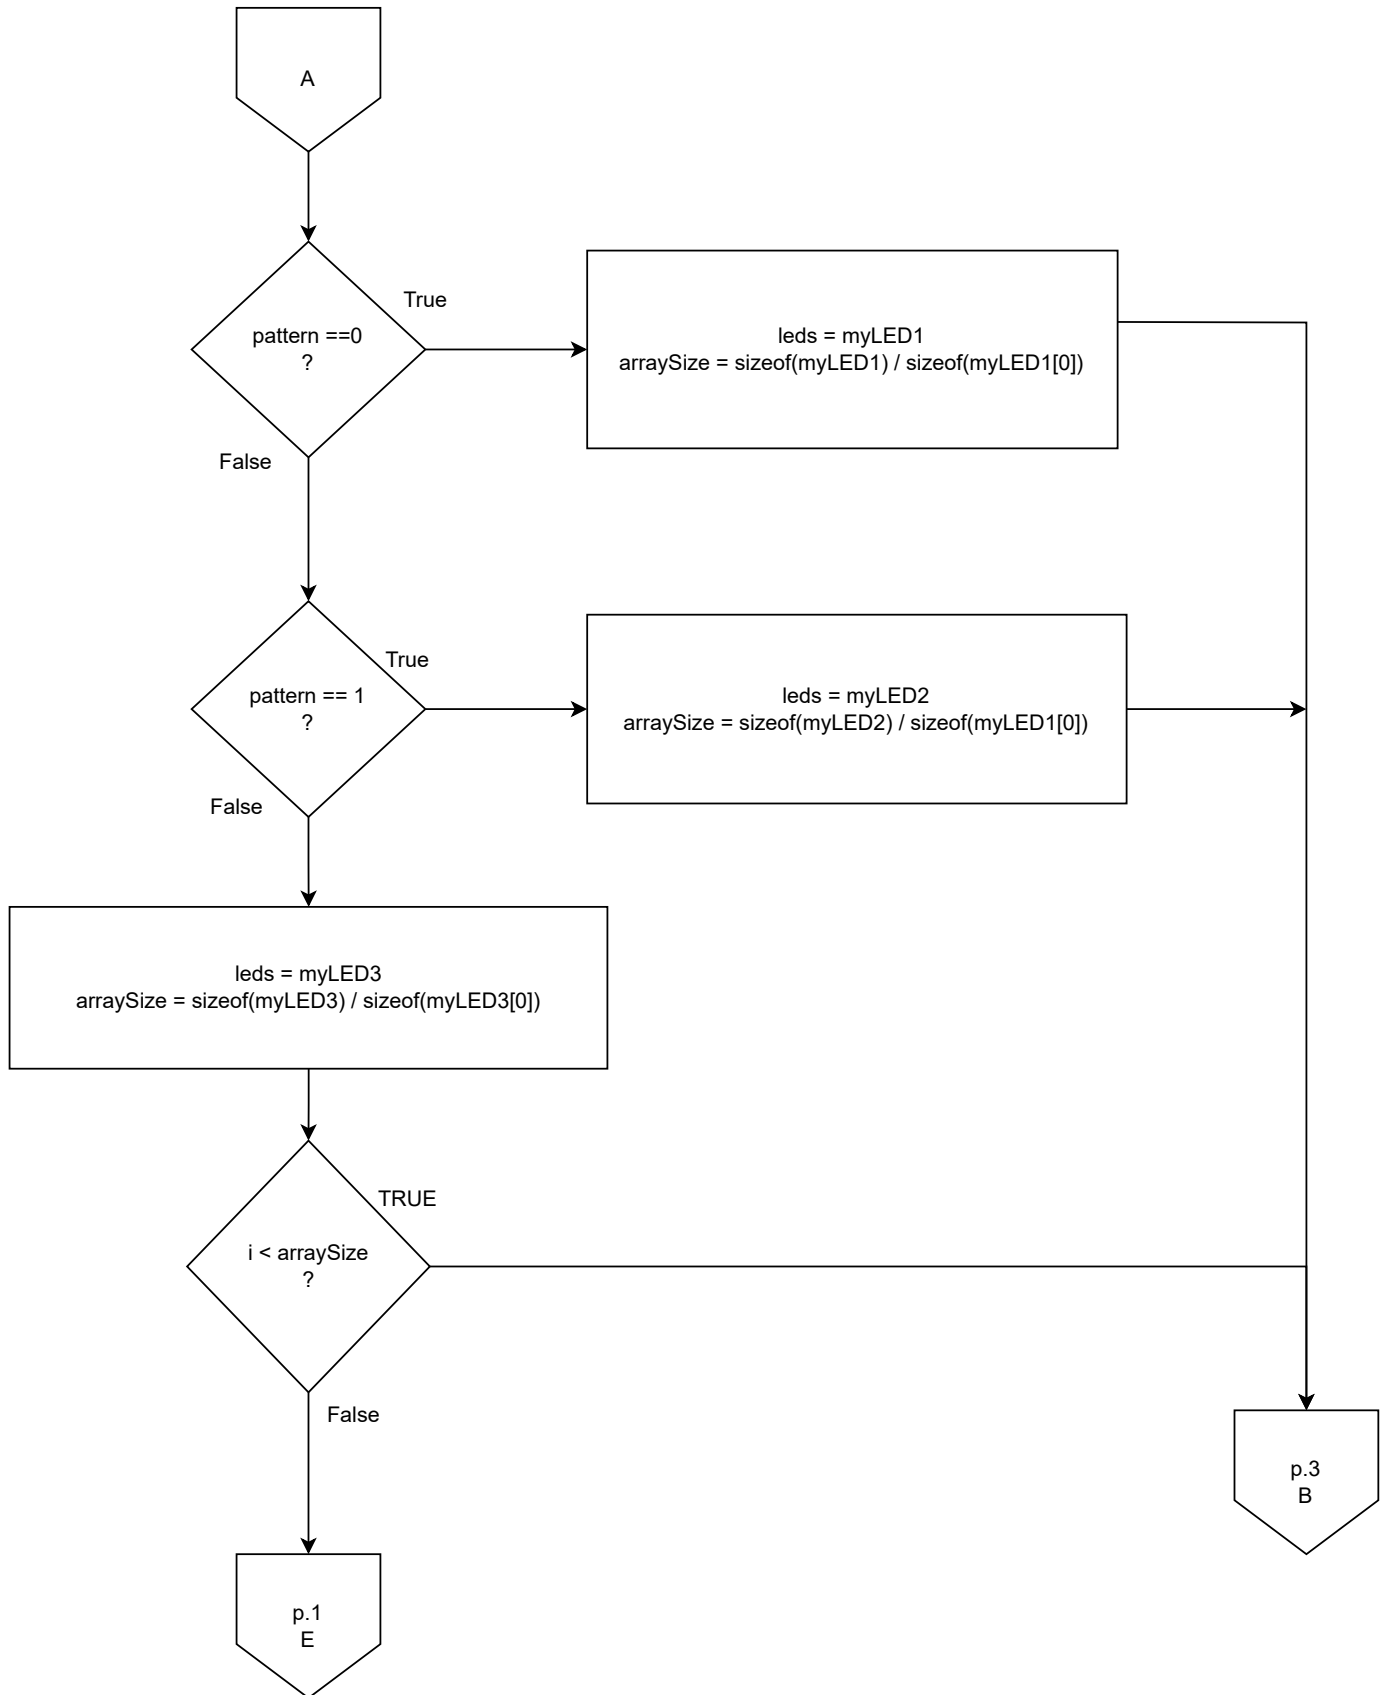 A
True
pattern ==0
?
leds = myLED1
arraySize = sizeof(myLED1) / sizeof(myLED1[0])
False
True
pattern == 1
?
leds = myLED2
arraySize = sizeof(myLED2) / sizeof(myLED1[0])
False
leds = myLED3
arraySize = sizeof(myLED3) / sizeof(myLED3[0])
TRUE
i < arraySize
?
False
p.3
B
p.1
E